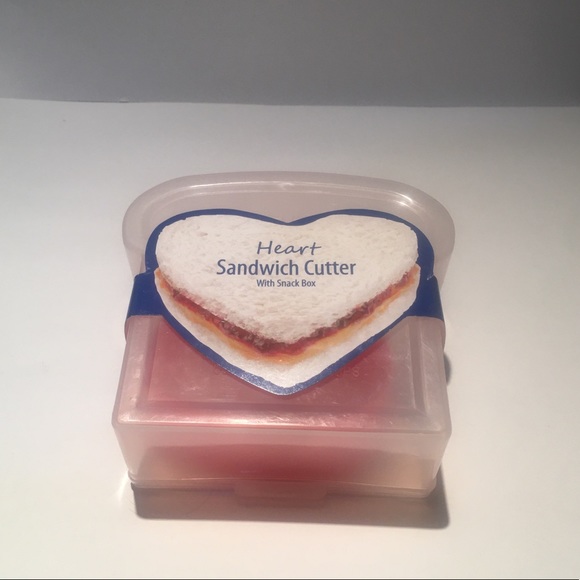 Heart
Sandwich Cutter
With Snack Box